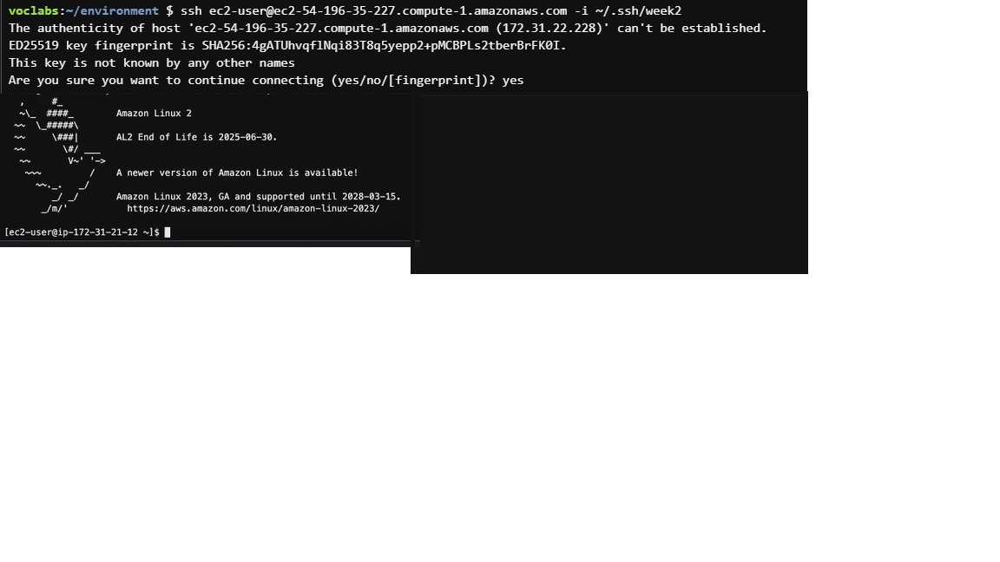 voclabs:~/environment $ ssh ec2-user@ec2-54-196-35-227.compute-1.amazonaws.com -i ~/.ssh/week2
The authenticity of host 'ec2-54-196-35-227.compute-1.amazonaws.com (172.31.22.228)' can't be established.
ED25519 key fingerprint is SHA256:4gATUhvqf1Nqi83T8q5yepp2+pMCBPLs2tberBrFK0I.
This key is not known by any other names
Are you sure you want to continue connecting (yes/no/[fingerprint])? yes
   ,     #_
   ~\_  ####_        Amazon Linux 2
  ~~  \_#####\
  ~~     \###|       AL2 End of Life is 2025-06-30.
  ~~       \#/ ___
   ~~       V~' '->
    ~~~         /    A newer version of Amazon Linux is available!
      ~~._.   _/
         _/ _/       Amazon Linux 2023, GA and supported until 2028-03-15.
       _/m/'           https://aws.amazon.com/linux/amazon-linux-2023/
[ec2-user@ip-172-31-21-12 ~]$